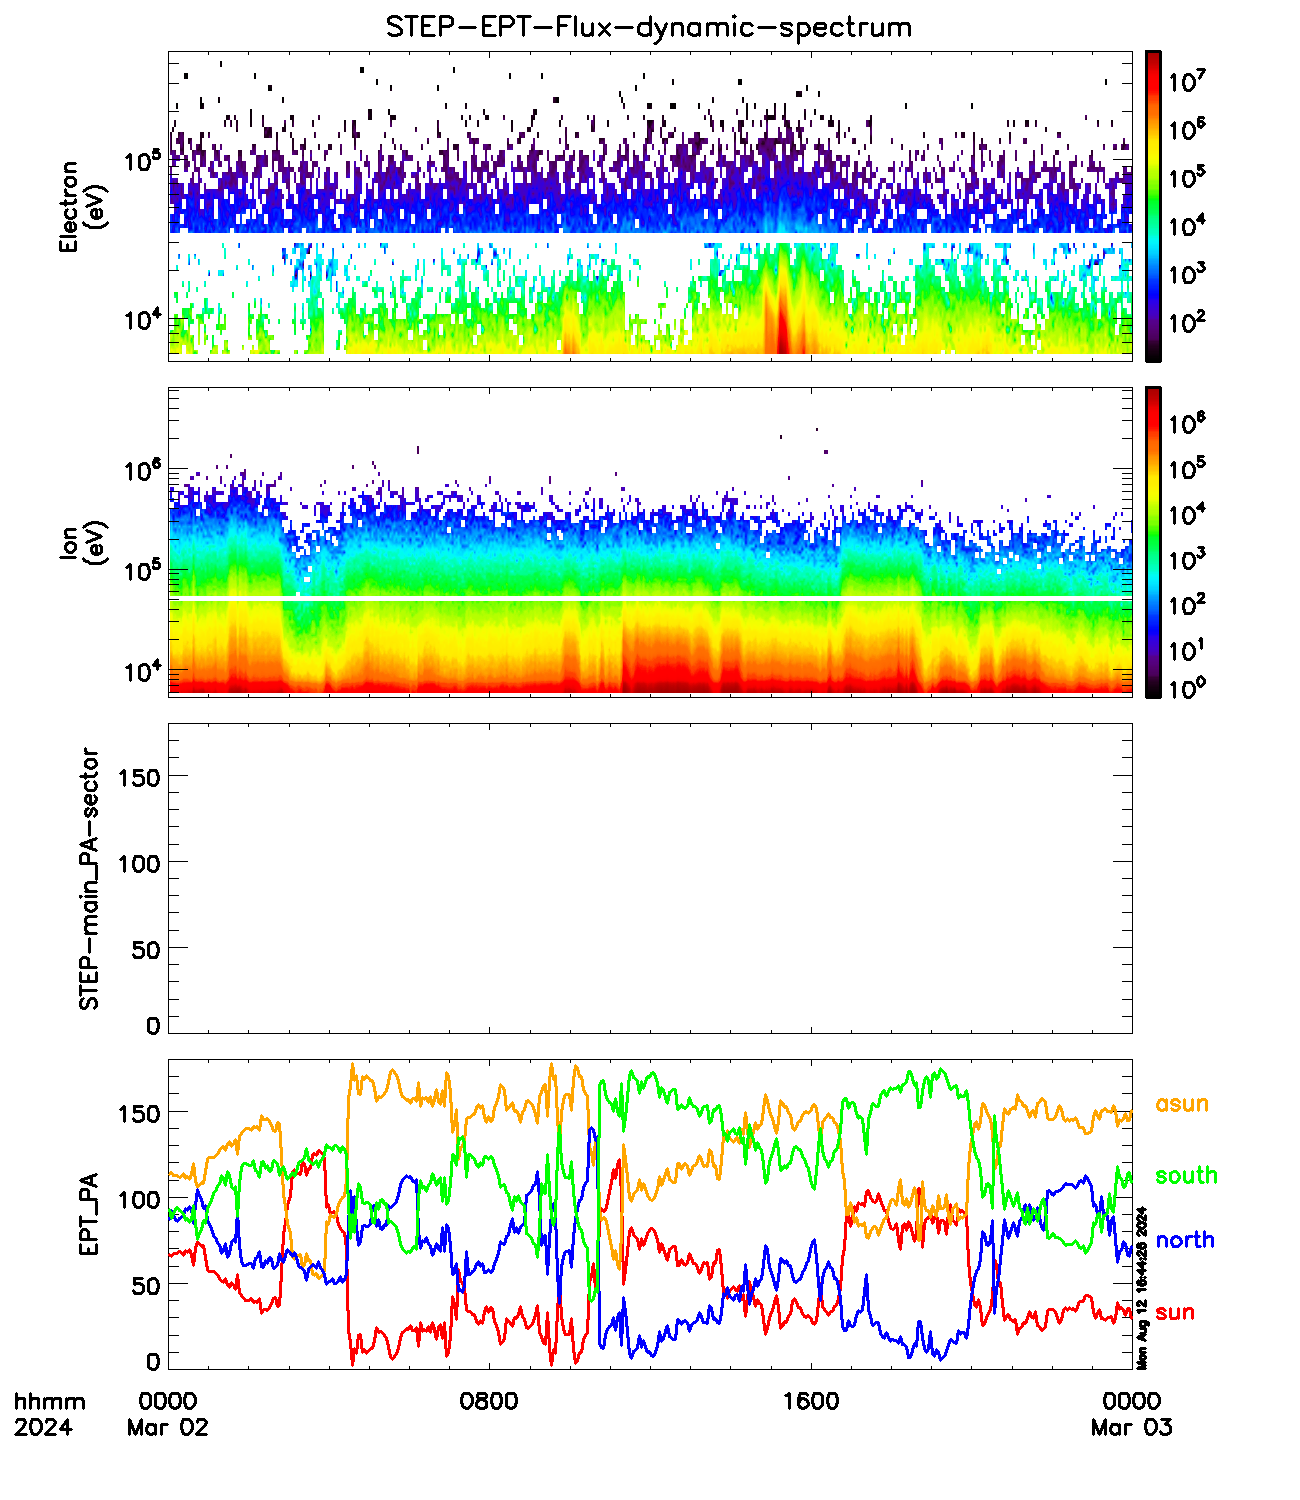 STEP-EPT-Flux-dynamic-spectrum
Electron
(eV)
10^5
10^4
10^7
10^6
10^5
10^4
10^3
10^2
Ion
(eV)
10^6
10^5
10^4
10^6
10^5
10^4
10^3
10^2
10^1
10^0
STEP-main_PA-sector
150
100
50
0
EPT_PA
150
100
50
0
asun
south
north
sun
Mon Aug 12 16:44:26 2024
hhmm 0000 0800 1600 0000
2024 Mar 02 Mar 03